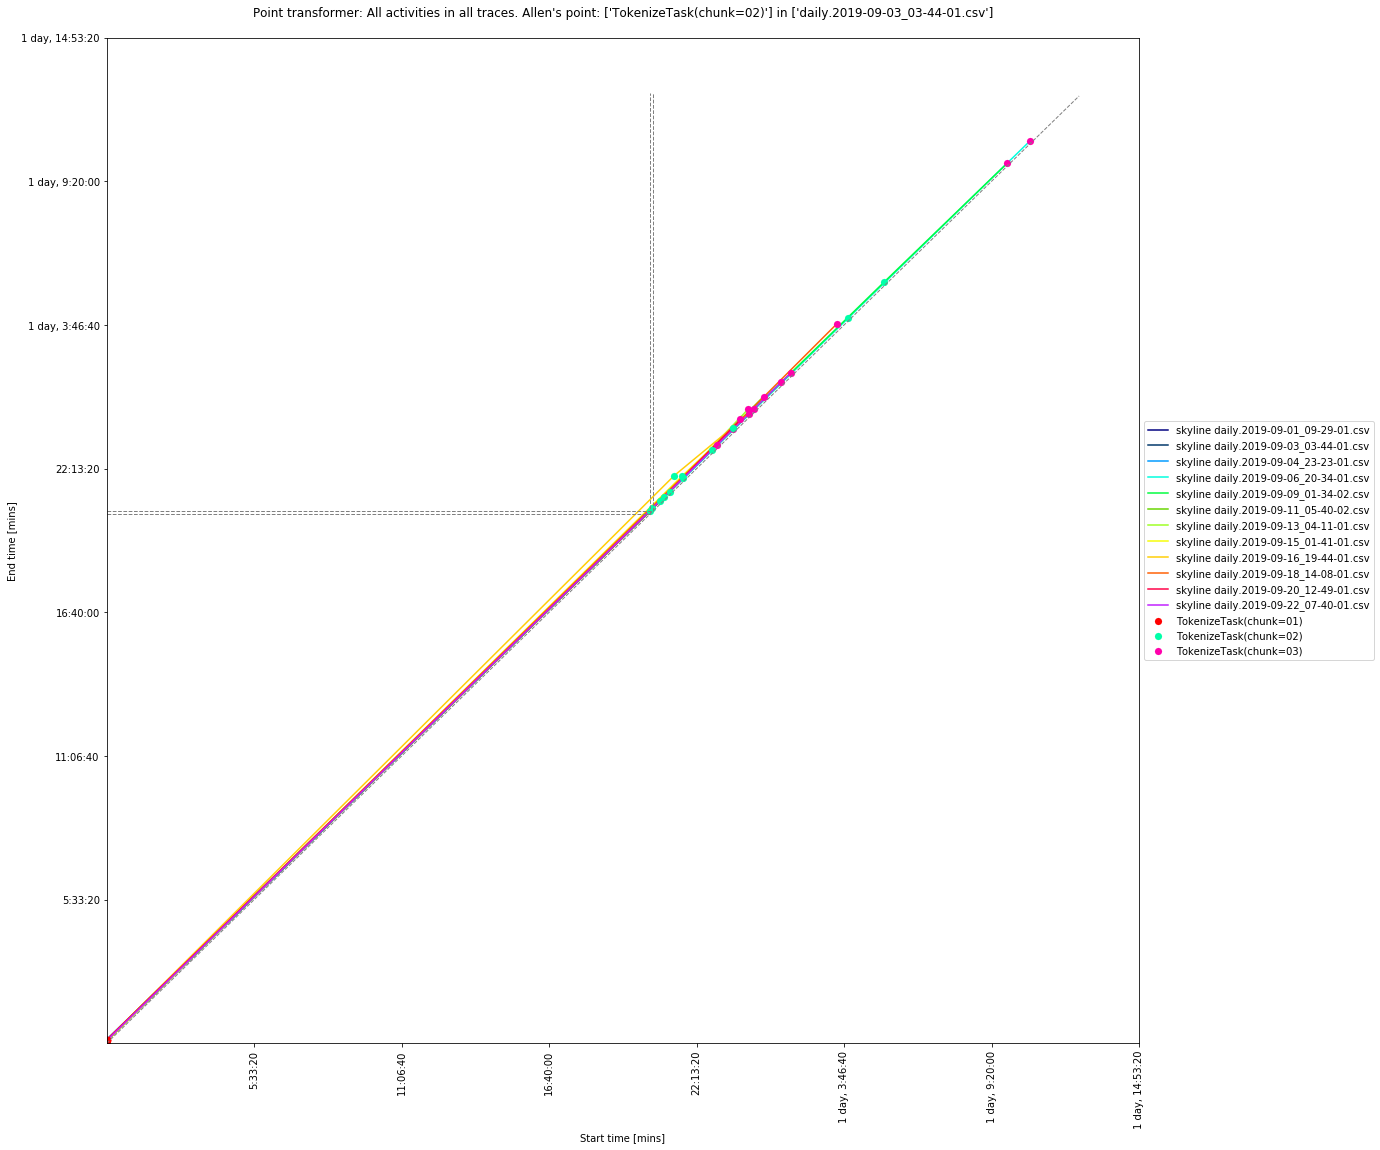 Point transformer: All activities in all traces. Allen's point: ['TokenizeTask(chunk=02)'] in ['daily.2019-09-03_03-44-01.csv']
1 day, 14:53:20
1 day, 9:20:00
1 day, 3:46:40
22:13:20
16:40:00
11:06:40
5:33:20
End time [mins]
skyline daily.2019-09-01_09-29-01.csv
skyline daily.2019-09-03_03-44-01.csv
skyline daily.2019-09-04_23-23-01.csv
skyline daily.2019-09-06_20-34-01.csv
skyline daily.2019-09-09_01-34-02.csv
skyline daily.2019-09-11_05-40-02.csv
skyline daily.2019-09-13_04-11-01.csv
skyline daily.2019-09-15_01-41-01.csv
skyline daily.2019-09-16_19-44-01.csv
skyline daily.2019-09-18_14-08-01.csv
skyline daily.2019-09-20_12-49-01.csv
skyline daily.2019-09-22_07-40-01.csv
TokenizeTask(chunk=01)
TokenizeTask(chunk=02)
TokenizeTask(chunk=03)
5:33:20
11:06:40
16:40:00
22:13:20
1 day, 3:46:40
1 day, 9:20:00
1 day, 14:53:20
Start time [mins]